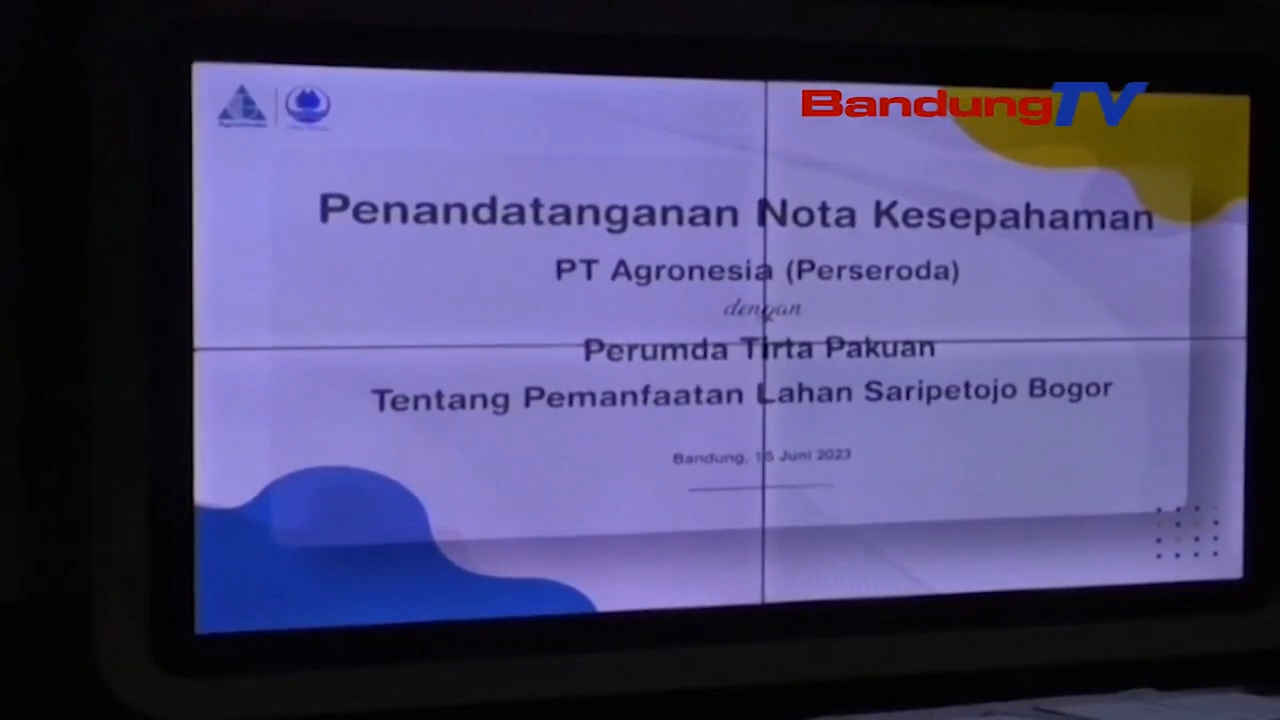 BandungTV
Penandatanganan Nota Kesepahaman
PT Agronesia (Perseroda)
dengan
Perumda Tirta Pakuan
Tentang Pemanfaatan Lahan Saripetojo Bogor
Bandung, 15 Juni 2023